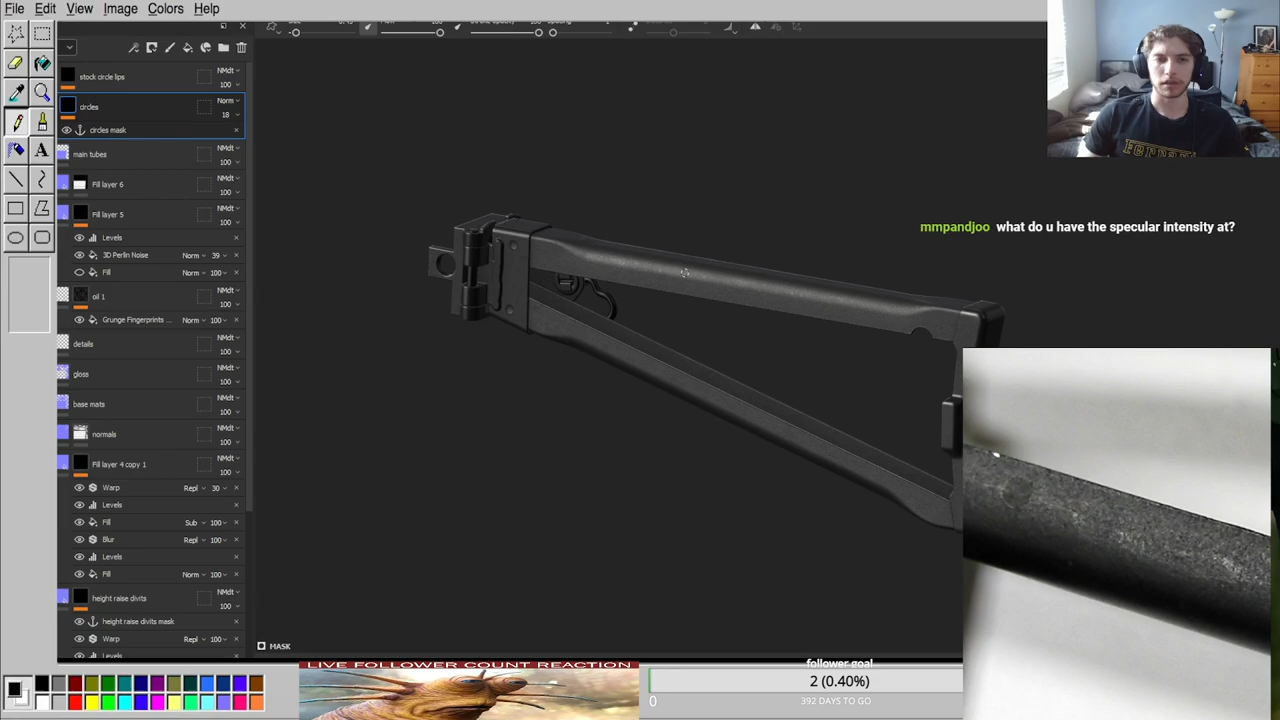 File Edit View Image Colors Help
stock circle lips NMdt 100
circles Norm 18
circles mask
main tubes NMdt 100
Fill layer 6 NMdt 100
Fill layer 5 NMdt 100
Levels
3D Perlin Noise Norm 39
Fill Norm 100
oil 1 NMdt 100
Grunge Fingerprints ... Norm 100
details NMdt 100
gloss NMdt 100
base mats NMdt 100
normals NMdt 100
Fill layer 4 copy 1 NMdt 100
Warp Repl 30
Levels
Fill Sub 100
Blur Repl 100
Levels
Fill Norm 100
height raise divits NMdt 100
height raise divits mask
Warp Repl 100
MASK
mmpandjoo what do u have the specular intensity at?
Ferrari
LIVE FOLLOWER COUNT REACTION
follower goal
2 (0.40%)
0
392 DAYS TO GO